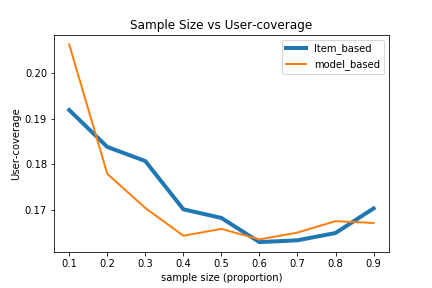 Sample Size vs User-coverage
Item_based
model_based
User-coverage
0.20
0.19
0.18
0.17
0.1 0.2 0.3 0.4 0.5 0.6 0.7 0.8 0.9
sample size (proportion)